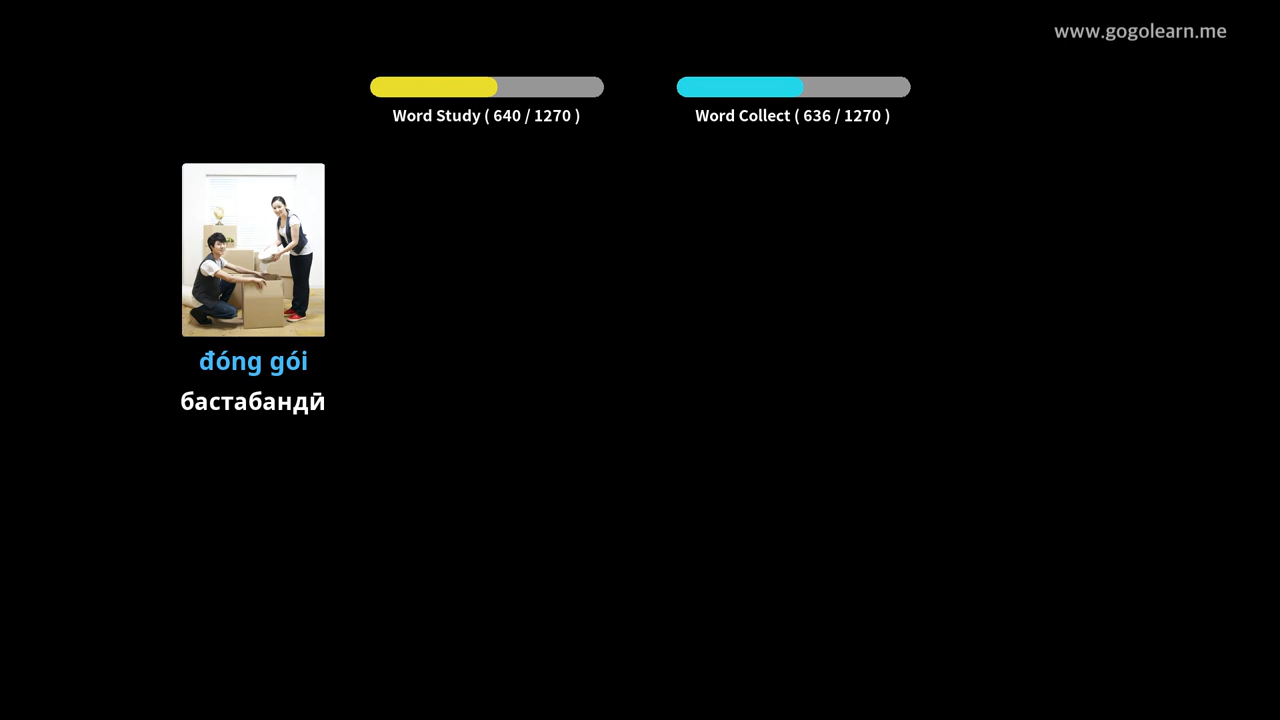 www.gogolearn.me
Word Study ( 640 / 1270 )
Word Collect ( 636 / 1270 )
đóng gói
бастабандӣ